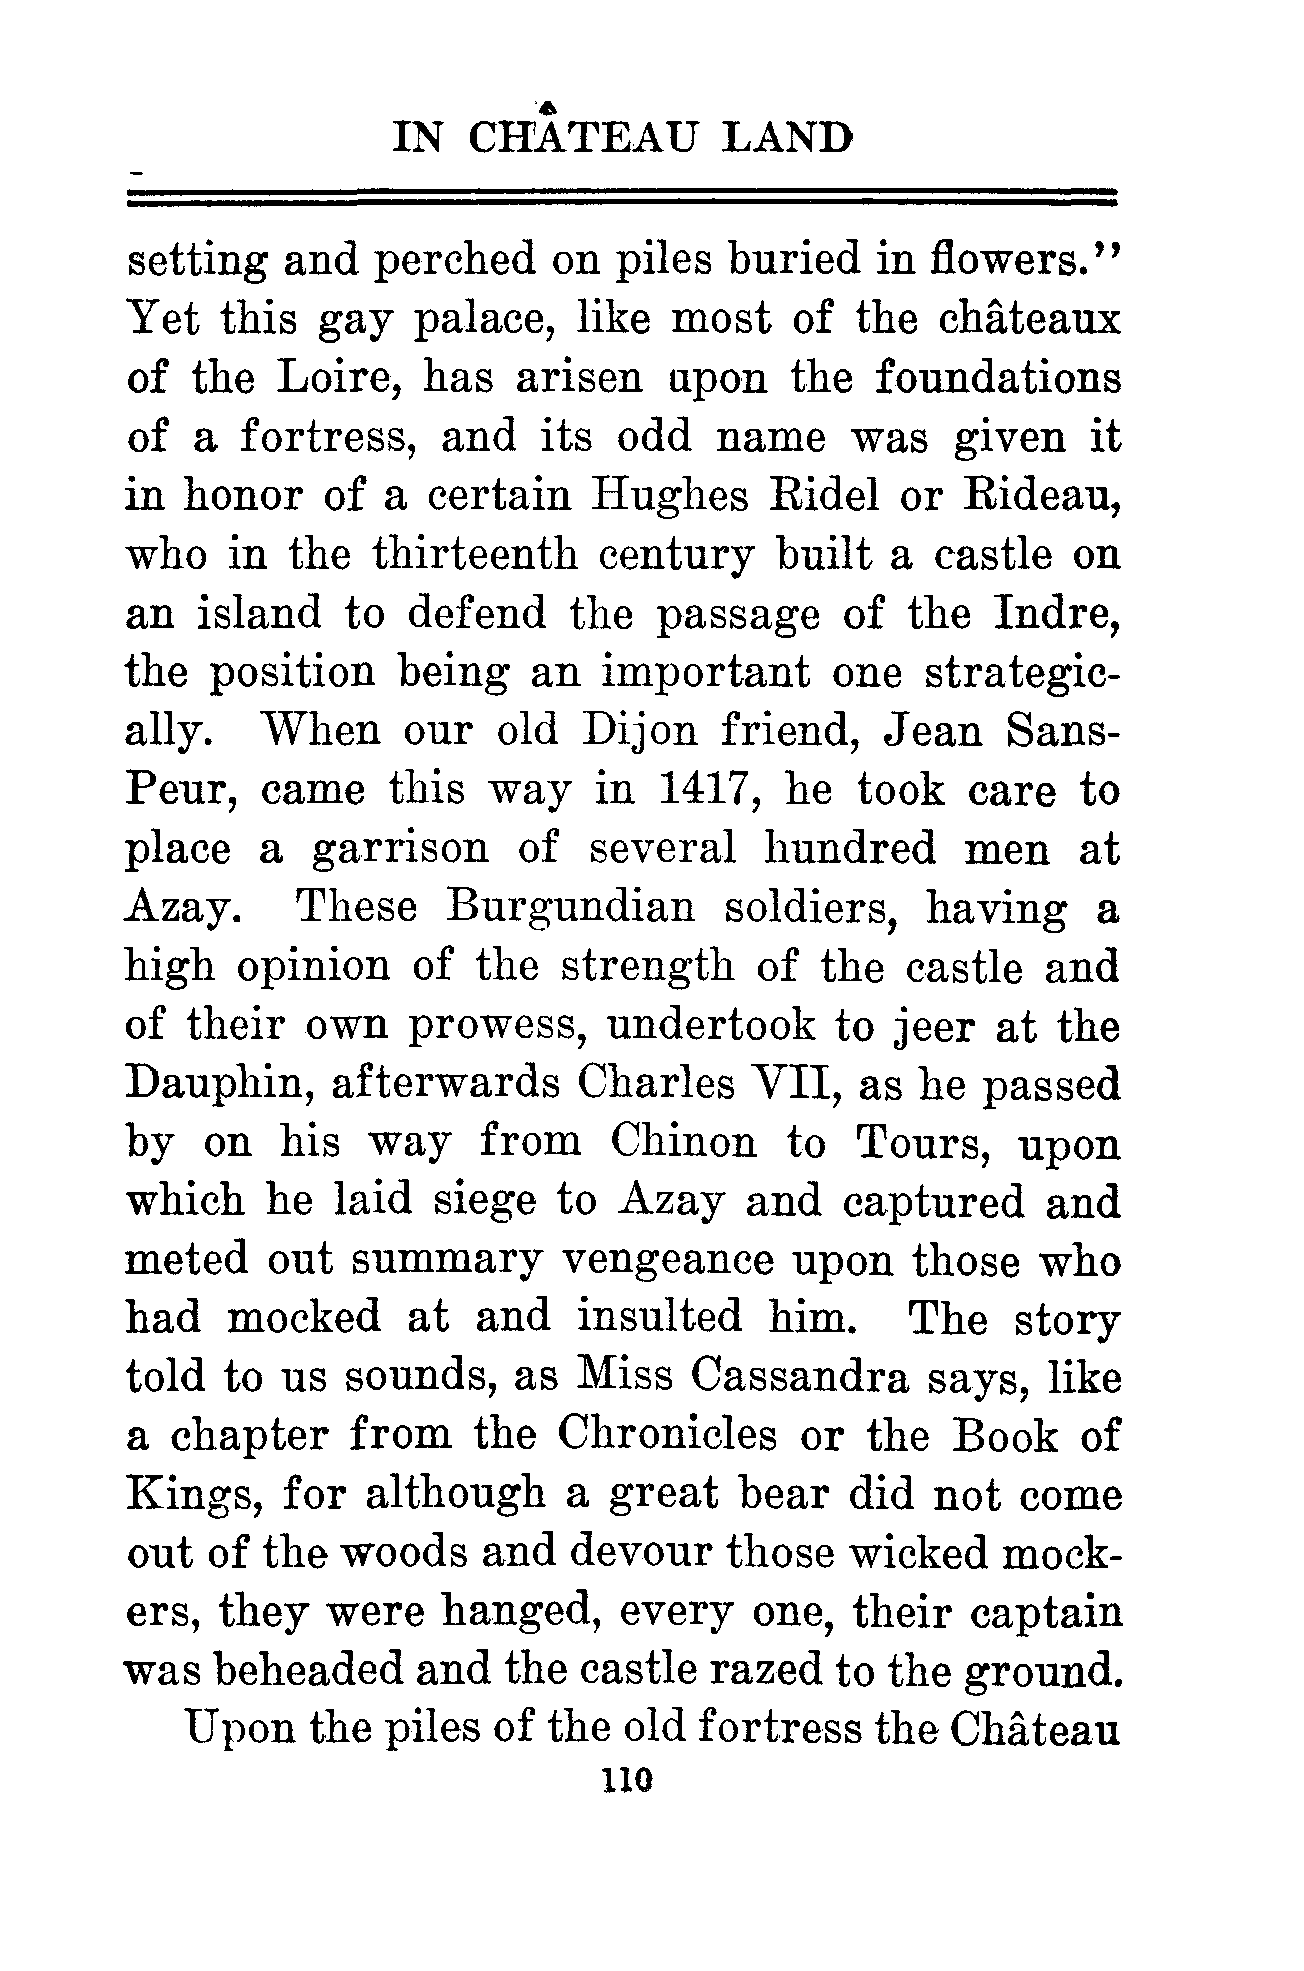 IN CHÂTEAU LAND
setting and perched on piles buried in flowers."
Yet this gay palace, like most of the châteaux
of the Loire, has arisen upon the foundations
of a fortress, and its odd name was given it
in honor of a certain Hughes Ridel or Rideau,
who in the thirteenth century built a castle on
an island to defend the passage of the Indre,
the position being an important one strategic-
ally. When our old Dijon friend, Jean Sans-
Peur, came this way in 1417, he took care to
place a garrison of several hundred men at
Azay. These Burgundian soldiers, having a
high opinion of the strength of the castle and
of their own prowess, undertook to jeer at the
Dauphin, afterwards Charles VII, as he passed
by on his way from Chinon to Tours, upon
which he laid siege to Azay and captured and
meted out summary vengeance upon those who
had mocked at and insulted him. The story
told to us sounds, as Miss Cassandra says, like
a chapter from the Chronicles or the Book of
Kings, for although a great bear did not come
out of the woods and devour those wicked mock-
ers, they were hanged, every one, their captain
was beheaded and the castle razed to the ground.
Upon the piles of the old fortress the Château
110